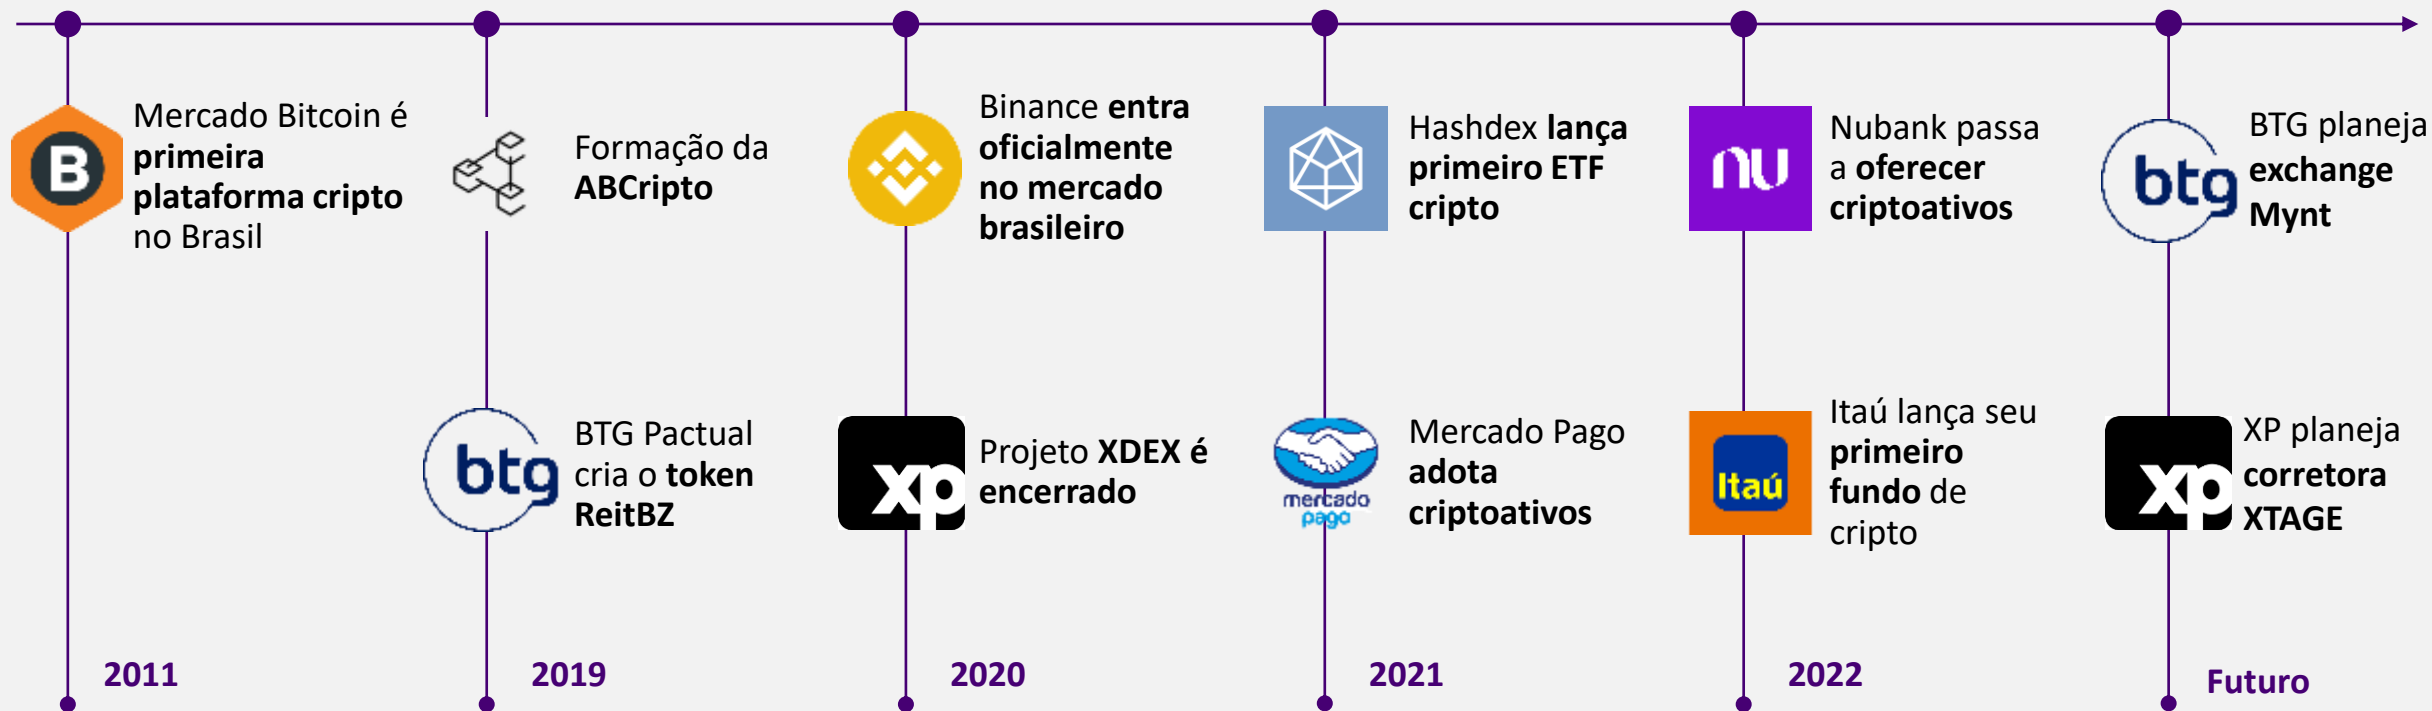 B
Mercado Bitcoin é
primeira
plataforma cripto
no Brasil
Formação da
ABCripto
Binance entra
oficialmente
no mercado
brasileiro
Hashdex lança
primeiro ETF
cripto
nu
Nubank passa
a oferecer
criptoativos
btg
BTG planeja
exchange
Mynt
btg
BTG Pactual
cria o token
ReitBZ
xp
Projeto XDEX é
encerrado
mercado
pago
Mercado Pago
adota
criptoativos
Itaú
Itaú lança seu
primeiro
fundo de
cripto
xp
XP planeja
corretora
XTAGE
2011
2019
2020
2021
2022
Futuro